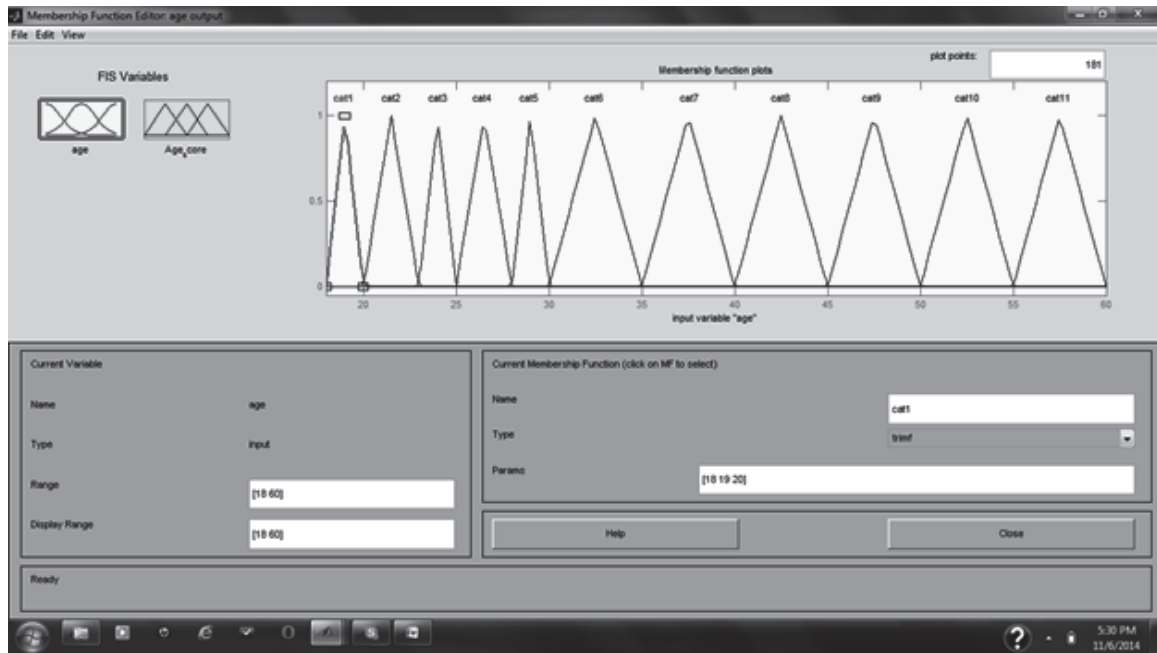 Membership Function Editor: age output
File Edit View
FIS Variables
age
Age_score
plot points:
181
Membership function plots
cat1 cat2 cat3 cat4 cat5 cat6 cat7 cat8 cat9 cat10 cat11
1
0.5
0
20 25 30 35 40 45 50 55 60
input variable "age"
Current Variable
Name age
Type input
Range [18 60]
Display Range [18 60]
Current Membership Function (click on MF to select)
Name cat1
Type trimf
Params [18 19 20]
Help Close
Ready
5:30 PM
11/6/2014